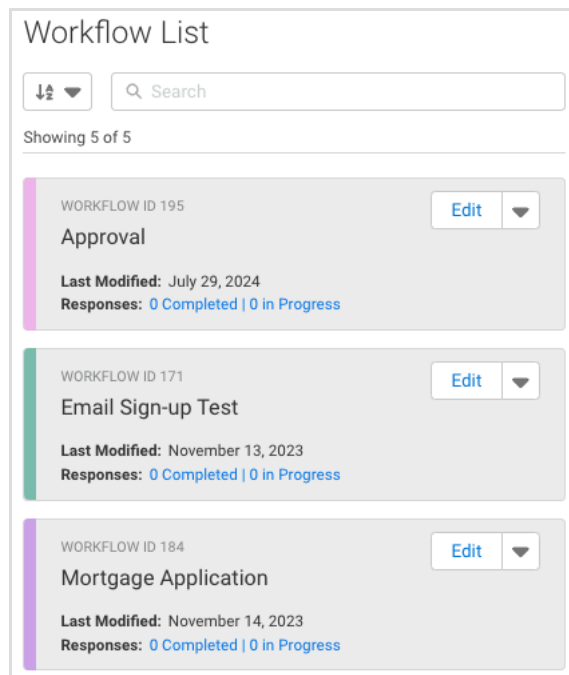 Workflow List
Search
Showing 5 of 5
WORKFLOW ID 195
Edit
Approval
Last Modified: July 29, 2024
Responses: 0 Completed | 0 in Progress
WORKFLOW ID 171
Edit
Email Sign-up Test
Last Modified: November 13, 2023
Responses: 0 Completed | 0 in Progress
WORKFLOW ID 184
Edit
Mortgage Application
Last Modified: November 14, 2023
Responses: 0 Completed | 0 in Progress